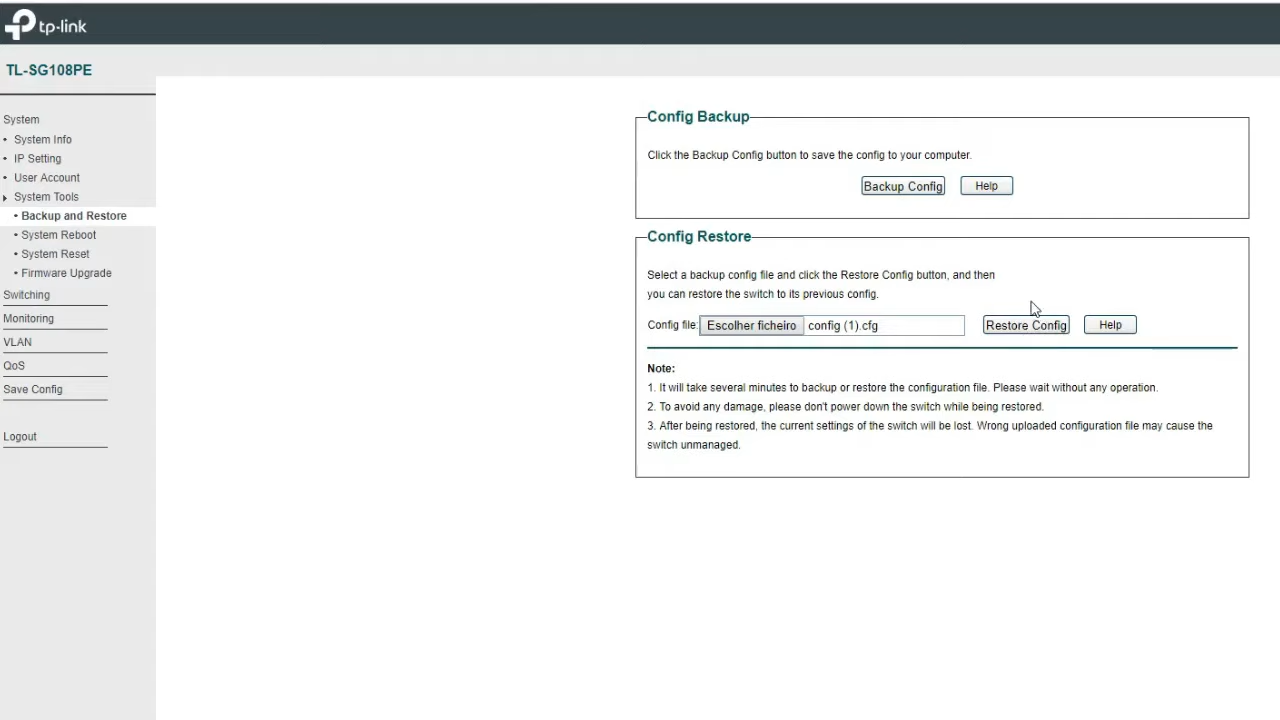 tp-link
TL-SG108PE
System
• System Info
• IP Setting
• User Account
System Tools
• Backup and Restore
• System Reboot
• System Reset
• Firmware Upgrade
Switching
Monitoring
VLAN
QoS
Save Config
Logout
Config Backup
Click the Backup Config button to save the config to your computer.
Backup Config Help
Config Restore
Select a backup config file and click the Restore Config button, and then
you can restore the switch to its previous config.
Config file: Escolher ficheiro config (1).cfg Restore Config Help
Note:
1. It will take several minutes to backup or restore the configuration file. Please wait without any operation.
2. To avoid any damage, please don't power down the switch while being restored.
3. After being restored, the current settings of the switch will be lost. Wrong uploaded configuration file may cause the
switch unmanaged.